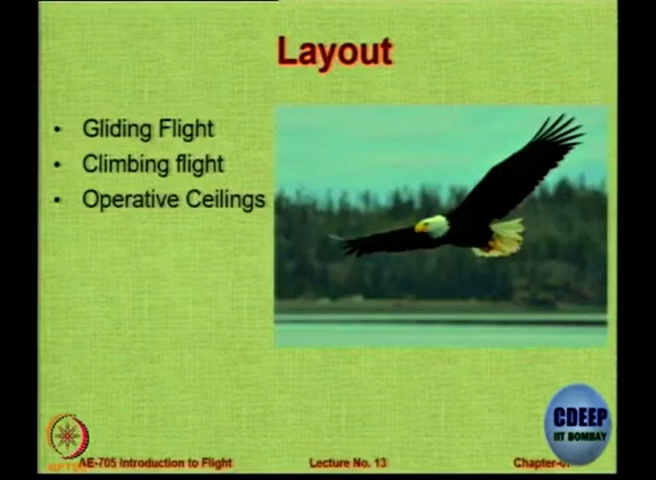 Layout
• Gliding Flight
• Climbing flight
• Operative Ceilings
CDEEP
IIT BOMBAY
AE-705 Introduction to Flight
Lecture No. 13